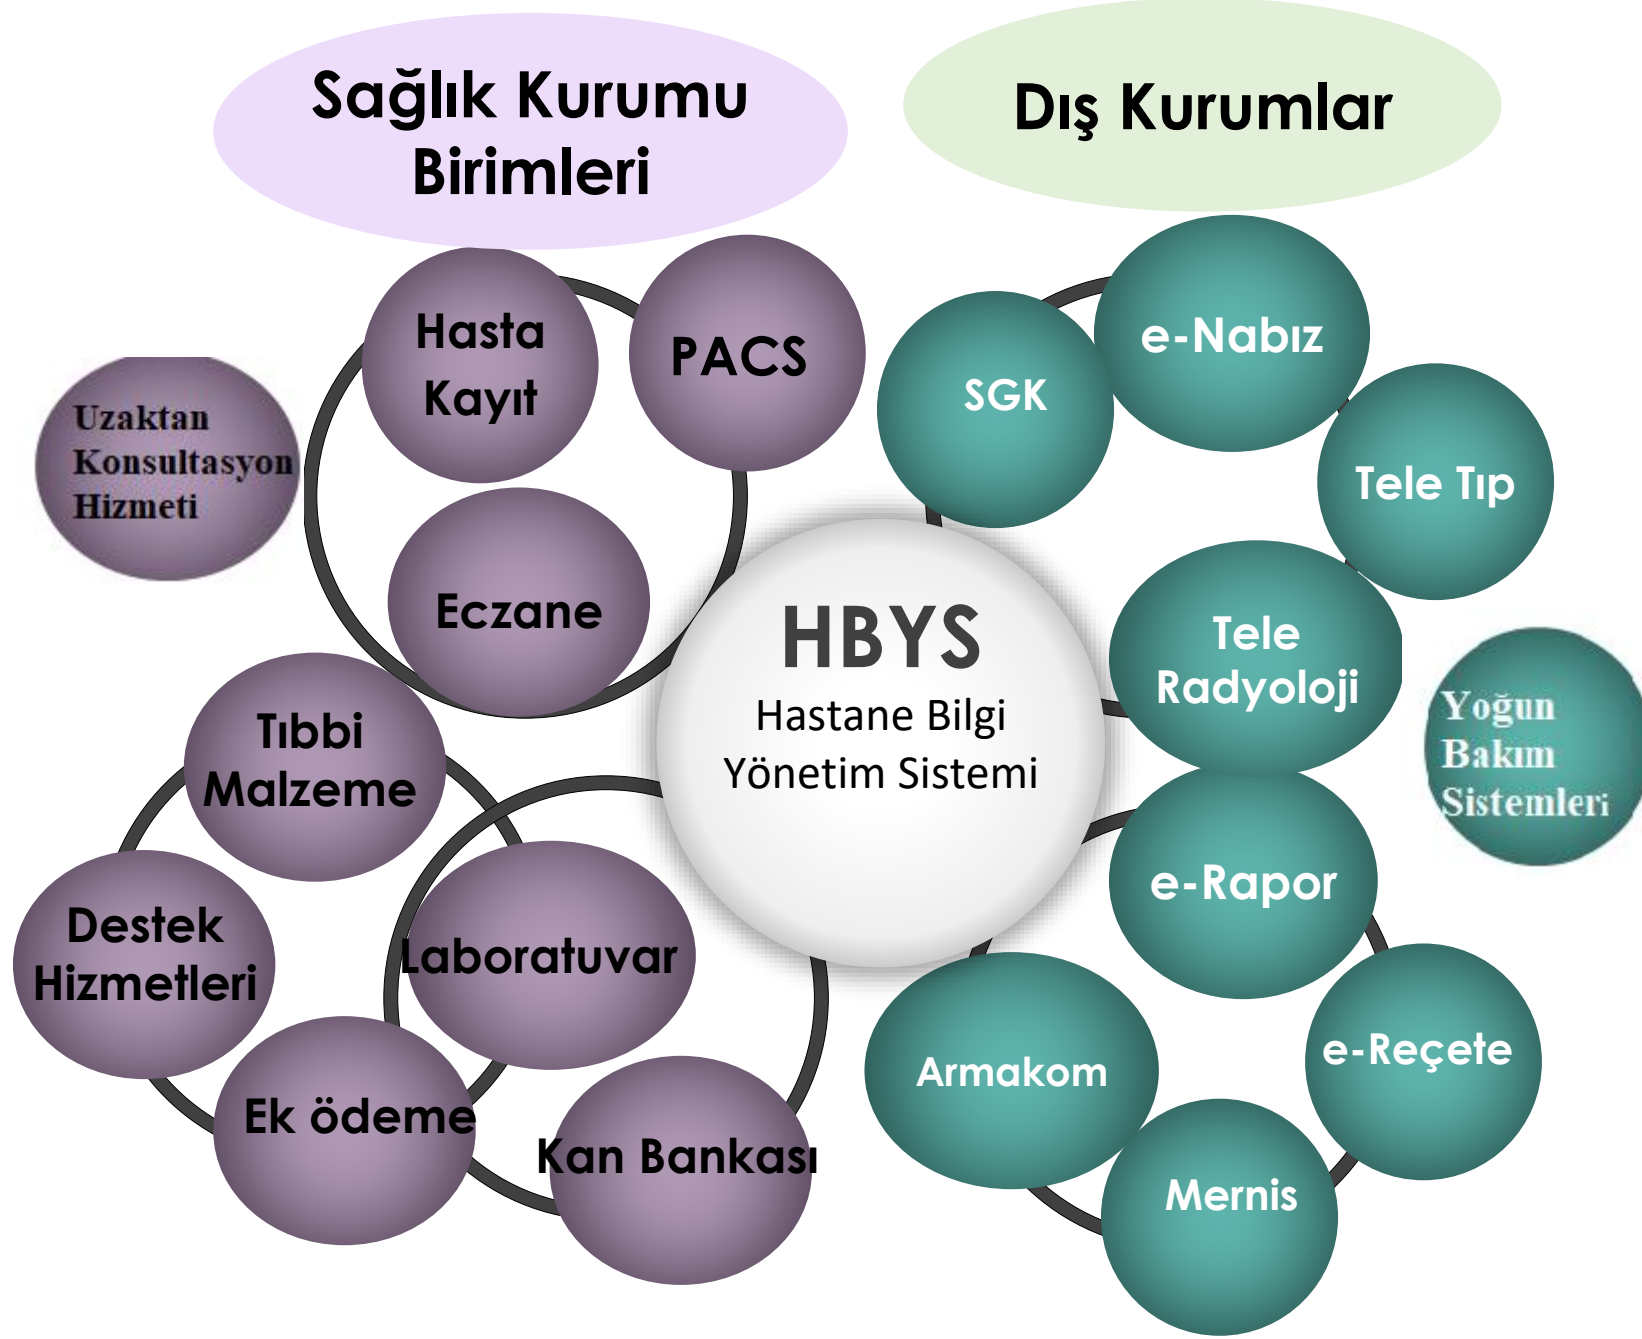 Sağlık Kurumu
Birimleri
Dış Kurumlar
Hasta
Kayıt
PACS
Uzaktan
Konsultasyon
Hizmeti
Eczane
Tıbbi
Malzeme
Destek
Hizmetleri
Laboratuvar
Ek ödeme
Kan Bankası
HBYS
Hastane Bilgi
Yönetim Sistemi
SGK
e-Nabız
Tele Tıp
Tele
Radyoloji
Yoğun
Bakım
Sistemleri
e-Rapor
e-Reçete
Armakom
Mernis